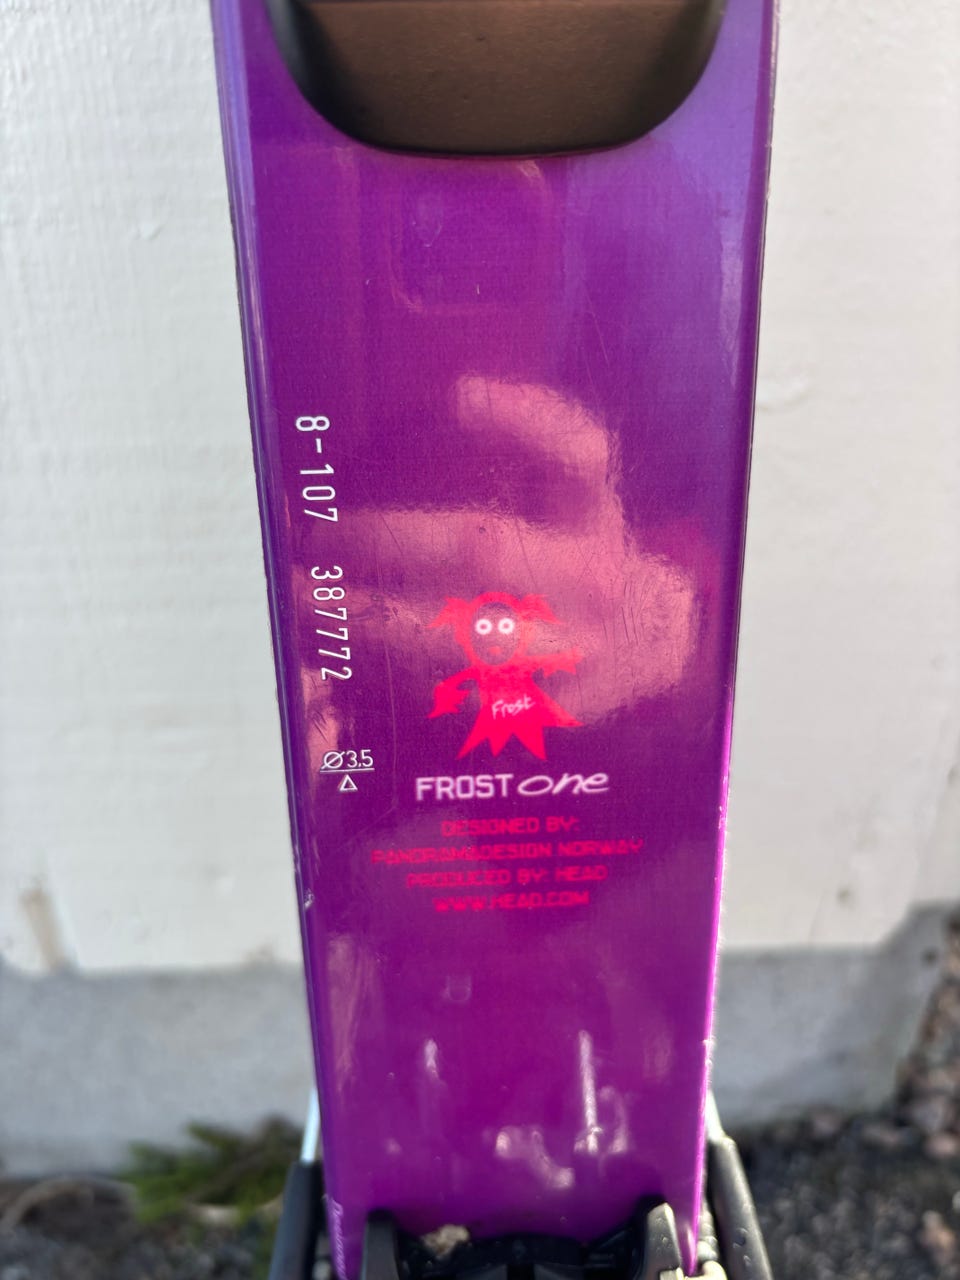 8-107 387772
Ø3.5
Frost
FROST one
DESIGNED BY:
PANORAMADESIGN NORWAY
PRODUCED BY: HEAD
WWW.HEAD.COM